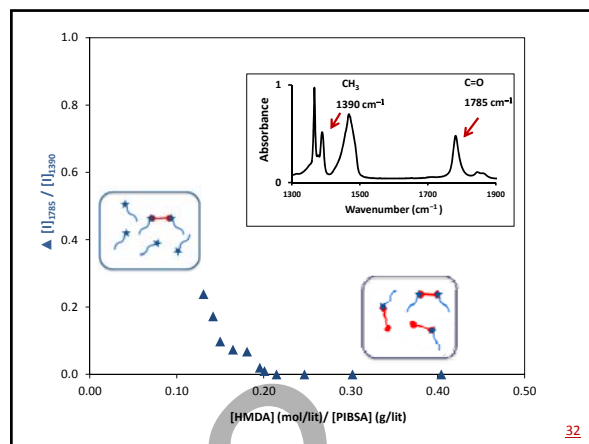 1.0
0.8
0.6
0.4
0.2
0.0
▲ [I]1785 / [I]1390
0.00 0.10 0.20 0.30 0.40 0.50
[HMDA] (mol/lit)/ [PIBSA] (g/lit)
CH3
1390 cm−1
C=O
1785 cm−1
1
0
Absorbance
1300 1500 1700 1900
Wavenumber (cm−1)
32